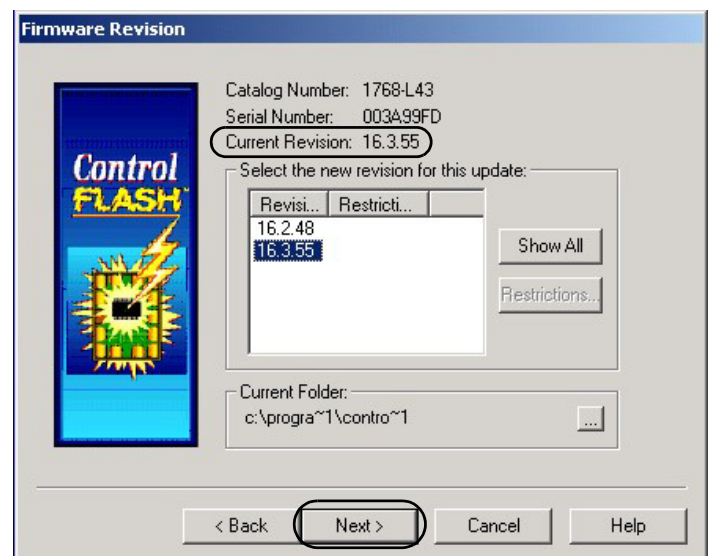 Firmware Revision
Catalog Number: 1768-L43
Serial Number: 003A99FD
Current Revision: 16.3.55
Control
FLASH
Select the new revision for this update:
Revisi... Restricti...
16.2.48
16.3.55
Show All
Restrictions...
Current Folder:
c:\progra~1\contro~1
...
< Back Next > Cancel Help